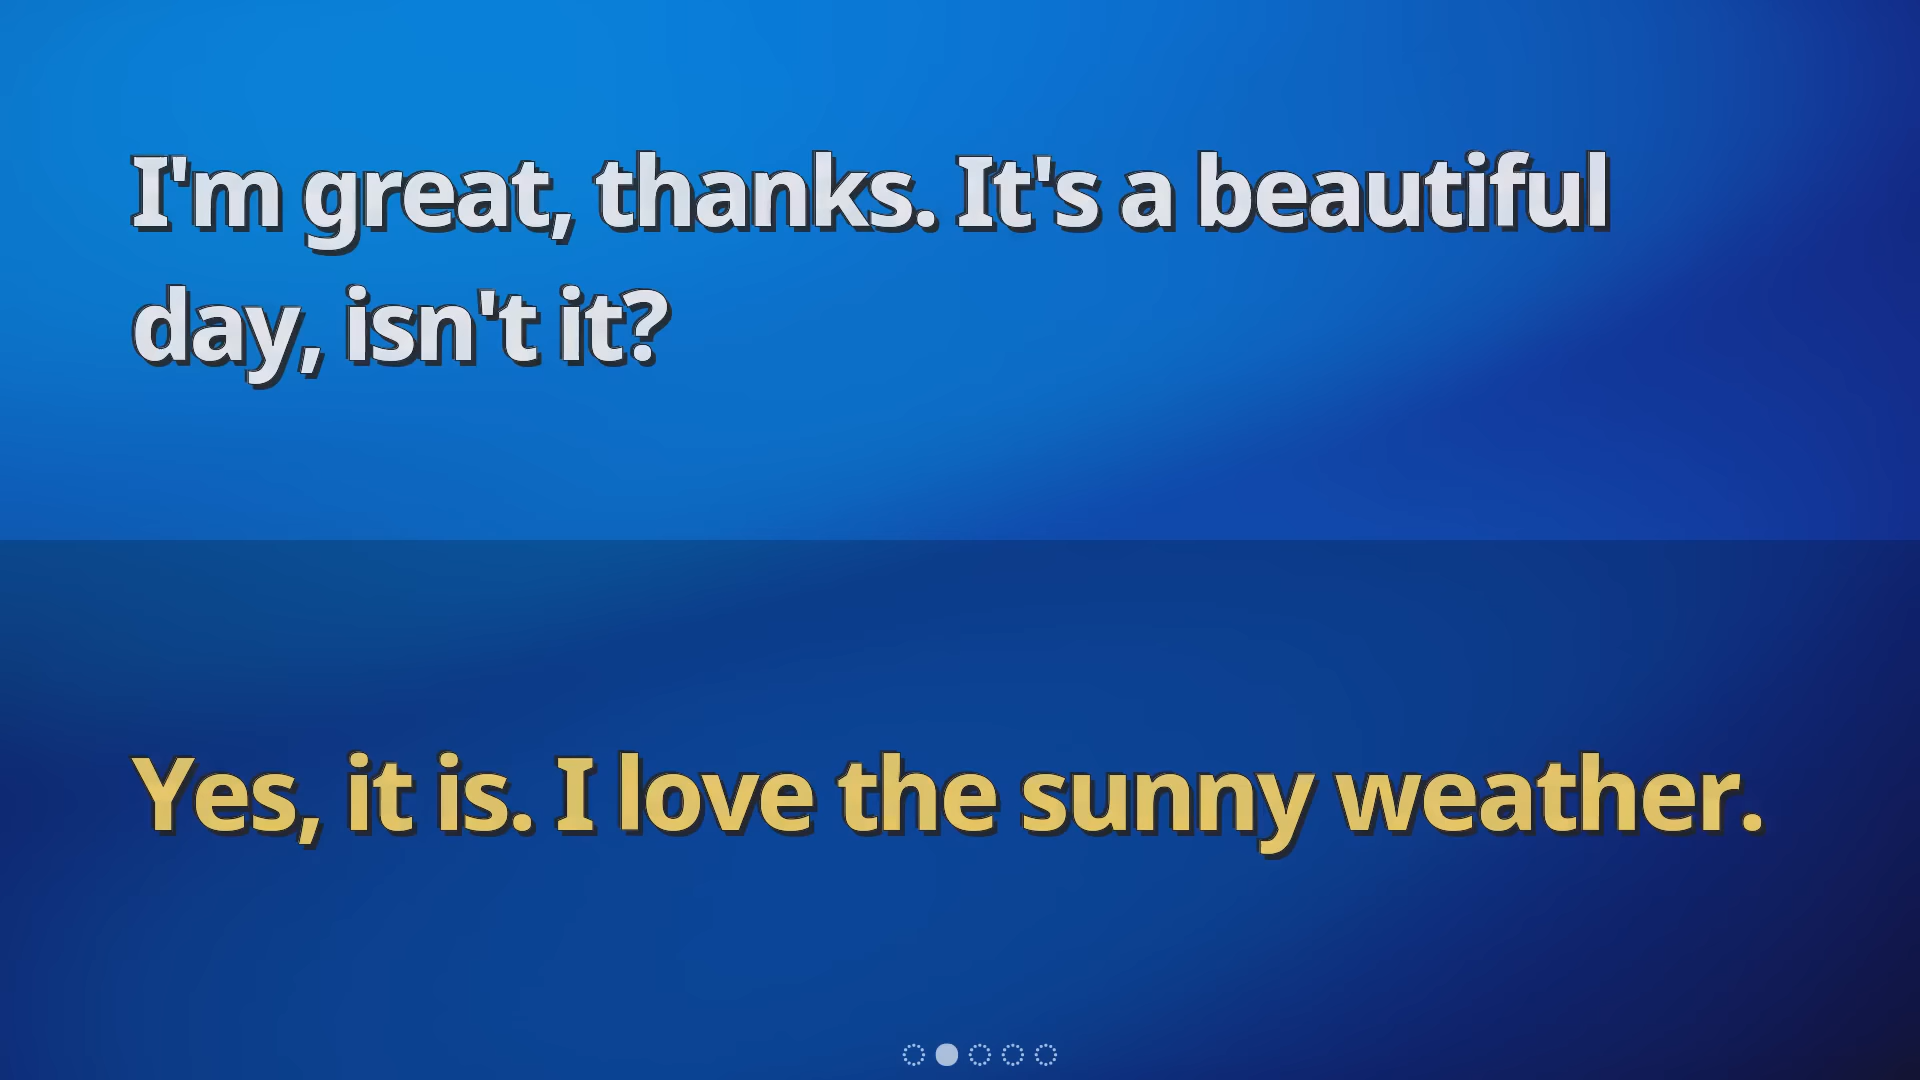 I'm great, thanks. It's a beautiful
day, isn't it?
Yes, it is. I love the sunny weather.